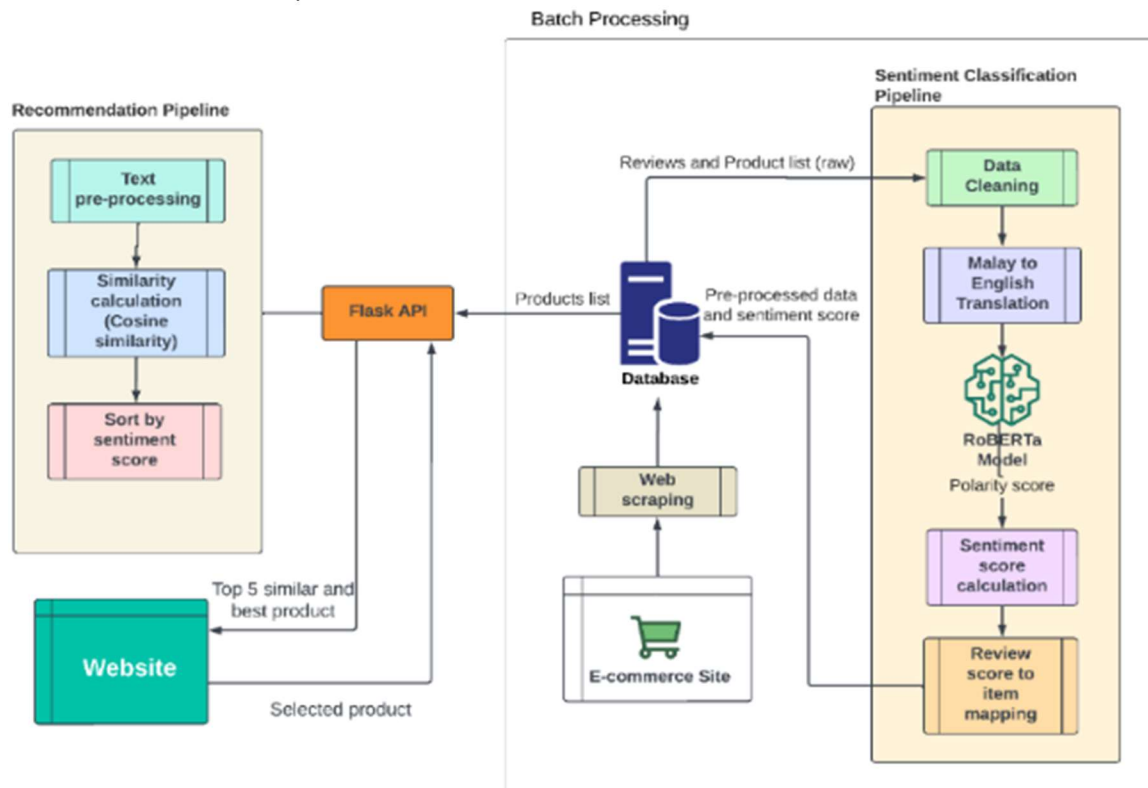 Batch Processing
Sentiment Classification
Pipeline
Recommendation Pipeline
Text
pre-processing
Similarity
calculation
(Cosine
similarity)
Sort by
sentiment
score
Flask API
Products list
Reviews and Product list (raw)
Pre-processed data
and sentiment score
Database
Web
scraping
E-commerce Site
Data
Cleaning
Malay to
English
Translation
RoBERTa
Model
Polarity score
Sentiment
score
calculation
Review
score to
item
mapping
Top 5 similar and
best product
Website
Selected product